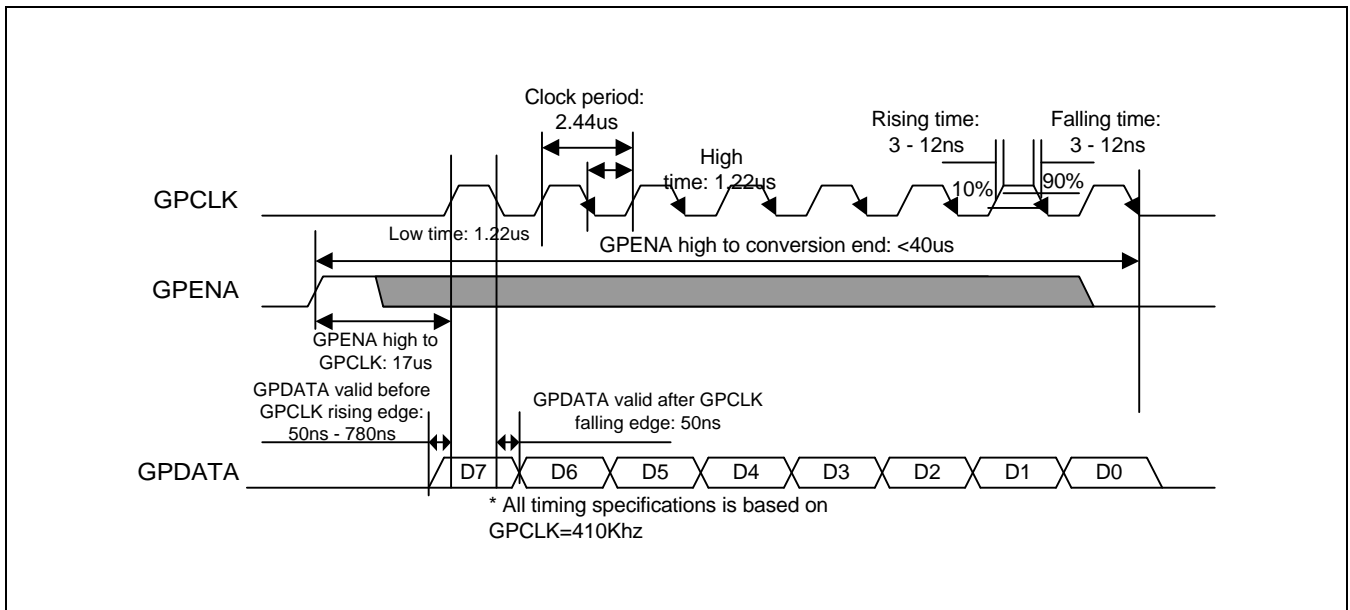 Clock period:
2.44us
Rising time:
3 - 12ns
Falling time:
3 - 12ns
High
time: 1.22us
10%
90%
GPCLK
Low time: 1.22us
GPENA high to conversion end: <40us
GPENA
GPENA high to
GPCLK: 17us
GPDATA valid before
GPCLK rising edge:
50ns - 780ns
GPDATA valid after GPCLK
falling edge: 50ns
GPDATA
D7 D6 D5 D4 D3 D2 D1 D0
* All timing specifications is based on
GPCLK=410Khz